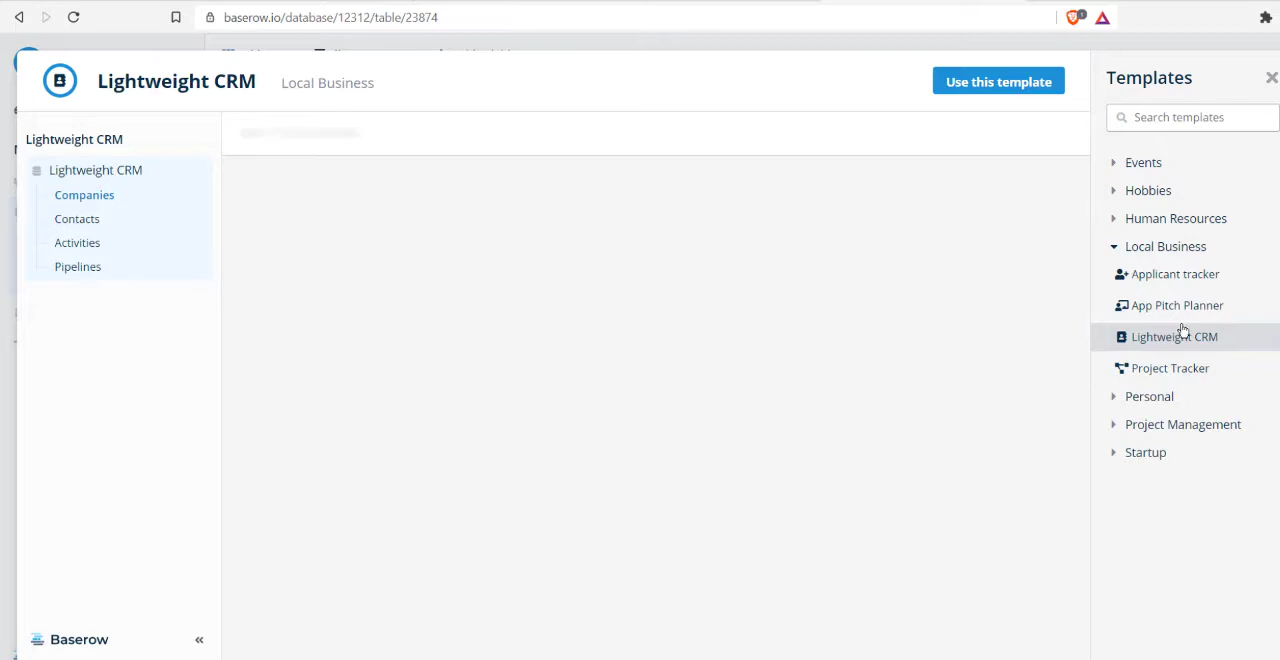 baserow.io/database/12312/table/23874
1
Lightweight CRM
Local Business
Use this template
Lightweight CRM
Lightweight CRM
Companies
Contacts
Activities
Pipelines
Baserow
«
Templates
Search templates
Events
Hobbies
Human Resources
Local Business
Applicant tracker
App Pitch Planner
Lightweight CRM
Project Tracker
Personal
Project Management
Startup